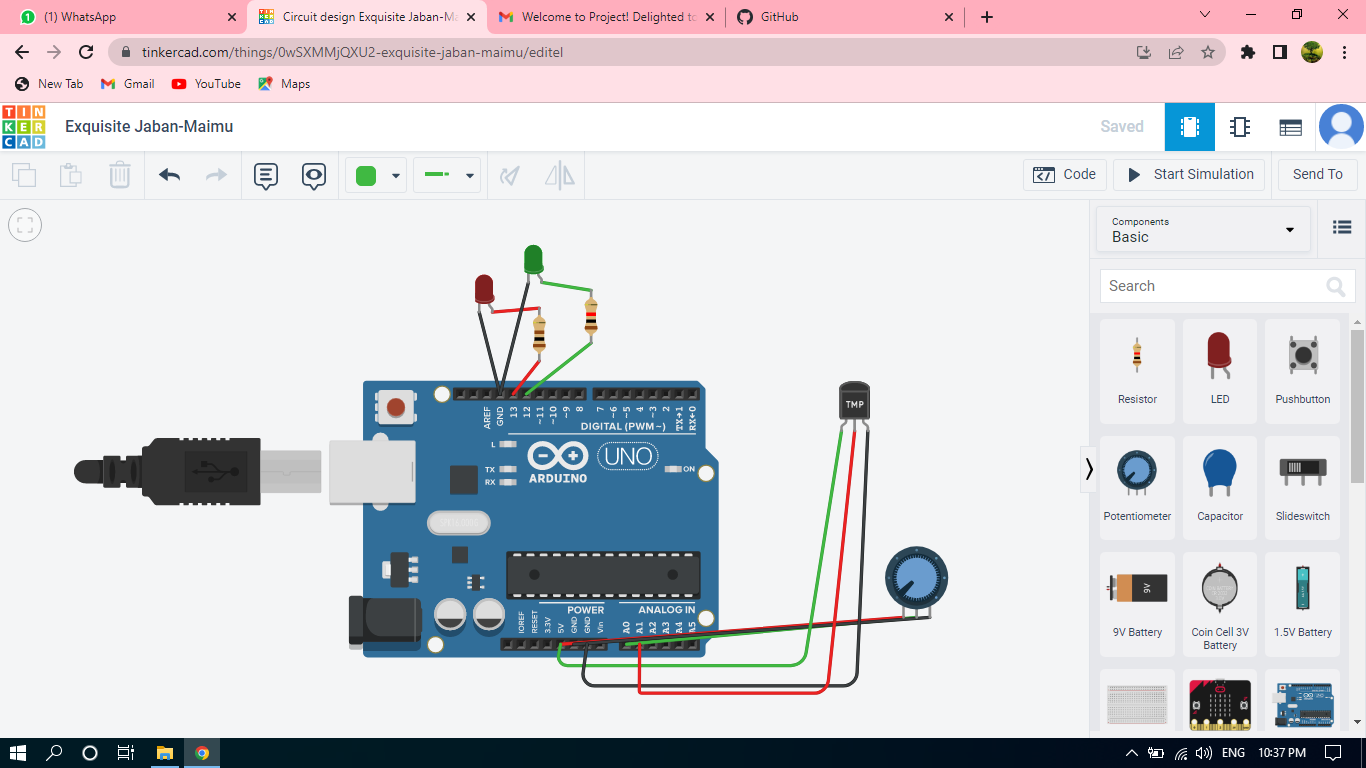 (1) WhatsApp
Circuit design Exquisite Jaban-Ma
Welcome to Project! Delighted to
GitHub
tinkercad.com/things/0wSXMMjQXU2-exquisite-jaban-maimu/editel
New Tab
Gmail
YouTube
Maps
TIN
KER
CAD
Exquisite Jaban-Maimu
Saved
Code
Start Simulation
Send To
Components
Basic
Search
Resistor
LED
Pushbutton
Potentiometer
Capacitor
Slideswitch
9V
9V Battery
Coin Cell 3V
Battery
1.5V Battery
AREF
GND
13
12
~11
~10
~9
8
7
~6
~5
4
~3
2
TX→1
RX←0
DIGITAL (PWM~)
L
TX
RX
ARDUINO
UNO
ON
TMP
POWER
ANALOG IN
IOREF
RESET
3.3V
5V
GND
GND
Vin
A0
A1
A2
A3
A4
A5
ENG
10:37 PM